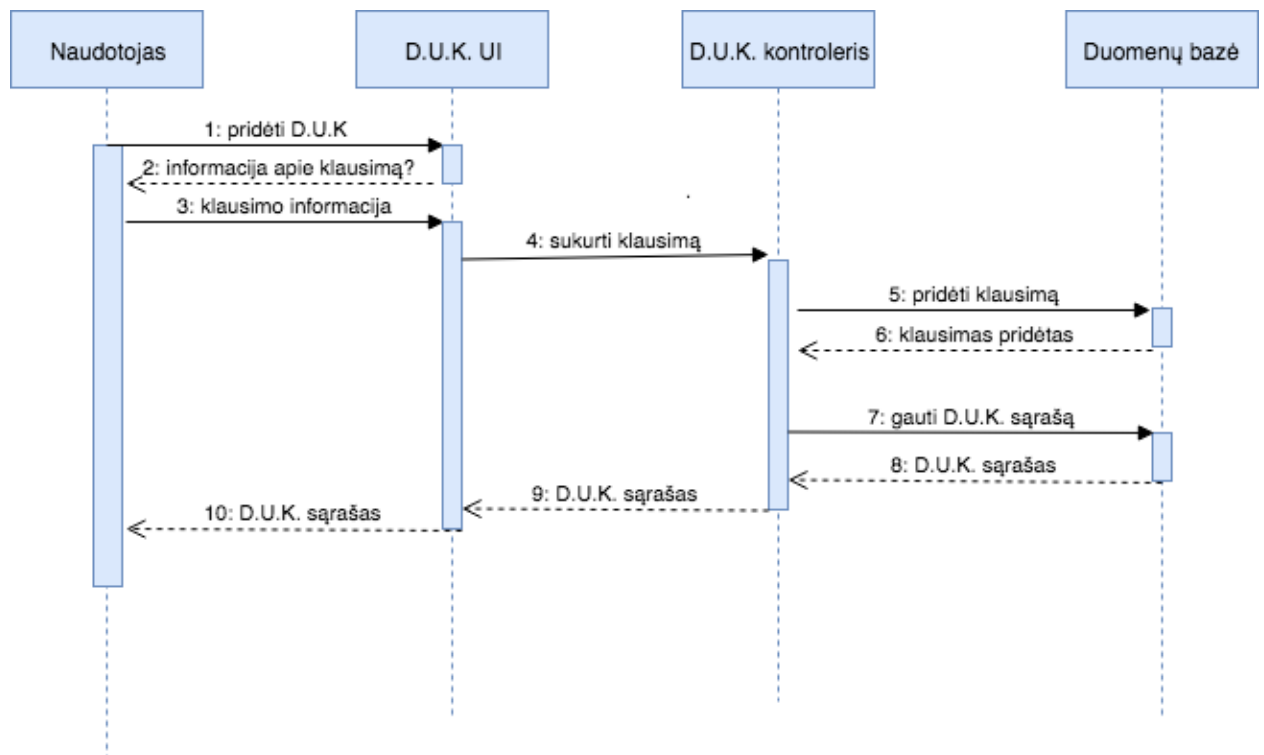 Naudotojas
D.U.K. UI
D.U.K. kontroleris
Duomenų bazė
1: pridėti D.U.K
2: informacija apie klausimą?
3: klausimo informacija
4: sukurti klausimą
5: pridėti klausimą
6: klausimas pridėtas
7: gauti D.U.K. sąrašą
8: D.U.K. sąrašas
9: D.U.K. sąrašas
10: D.U.K. sąrašas